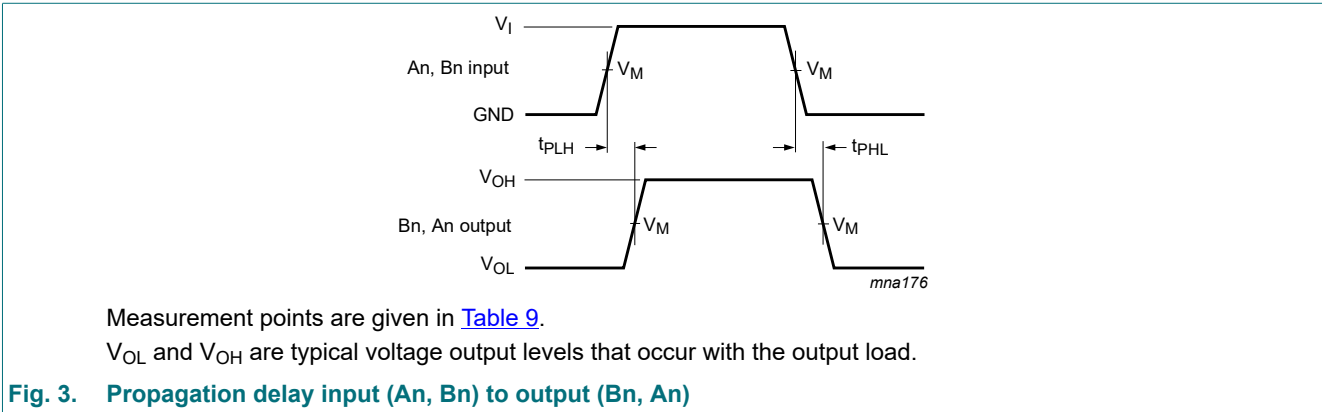 VI
An, Bn input
VM
VM
GND
tPLH
tPHL
VOH
Bn, An output
VM
VM
VOL
mna176
Measurement points are given in Table 9.
VOL and VOH are typical voltage output levels that occur with the output load.
Fig. 3. Propagation delay input (An, Bn) to output (Bn, An)